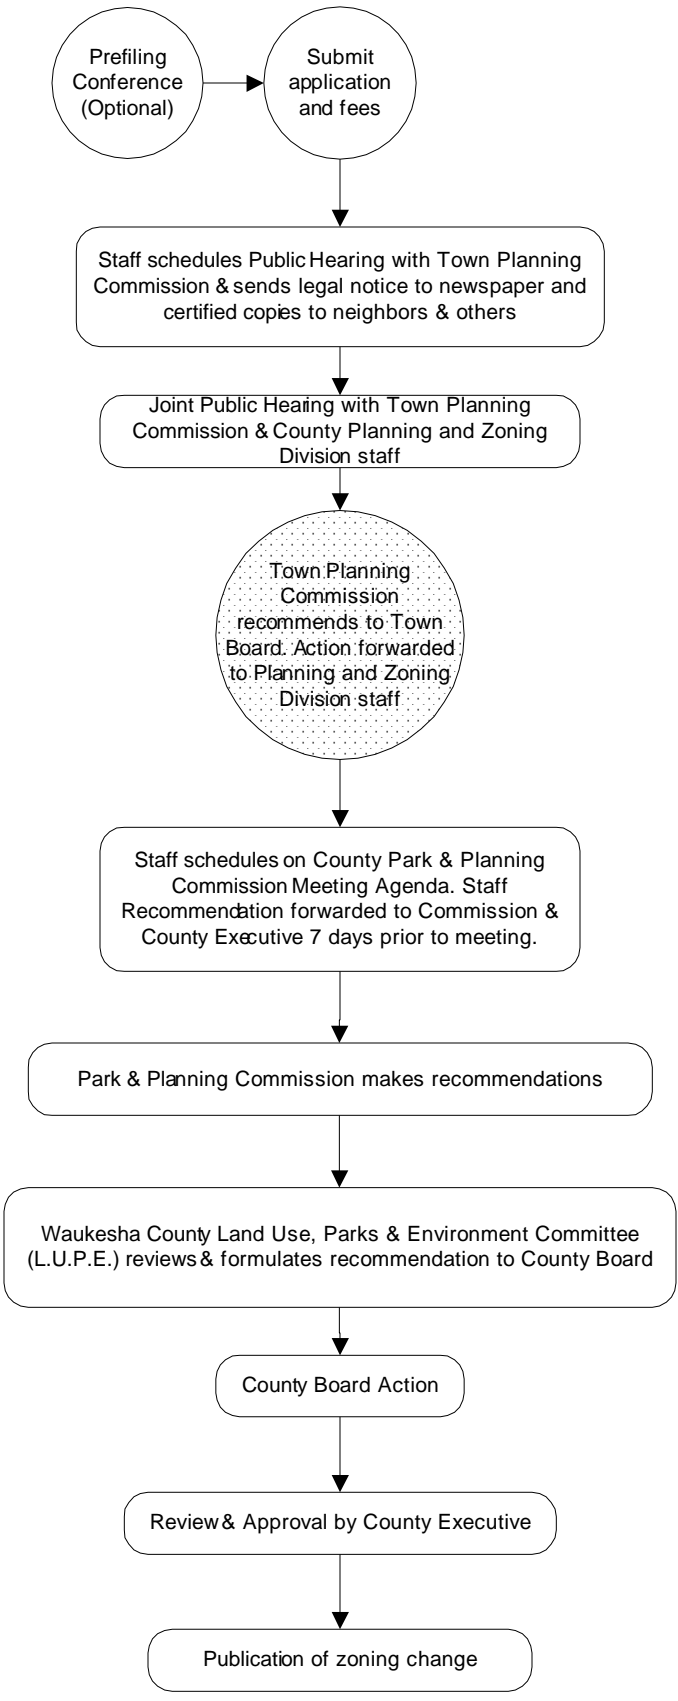 Prefiling
Conference
(Optional)
Submit
application
and fees
Staff schedules Public Hearing with Town Planning
Commission & sends legal notice to newspaper and
certified copies to neighbors & others
Joint Public Hearing with Town Planning
Commission & County Planning and Zoning
Division staff
Town Planning
Commission
recommends to Town
Board. Action forwarded
to Planning and Zoning
Division staff
Staff schedules on County Park & Planning
Commission Meeting Agenda. Staff
Recommendation forwarded to Commission &
County Executive 7 days prior to meeting.
Park & Planning Commission makes recommendations
Waukesha County Land Use, Parks & Environment Committee
(L.U.P.E.) reviews & formulates recommendation to County Board
County Board Action
Review & Approval by County Executive
Publication of zoning change